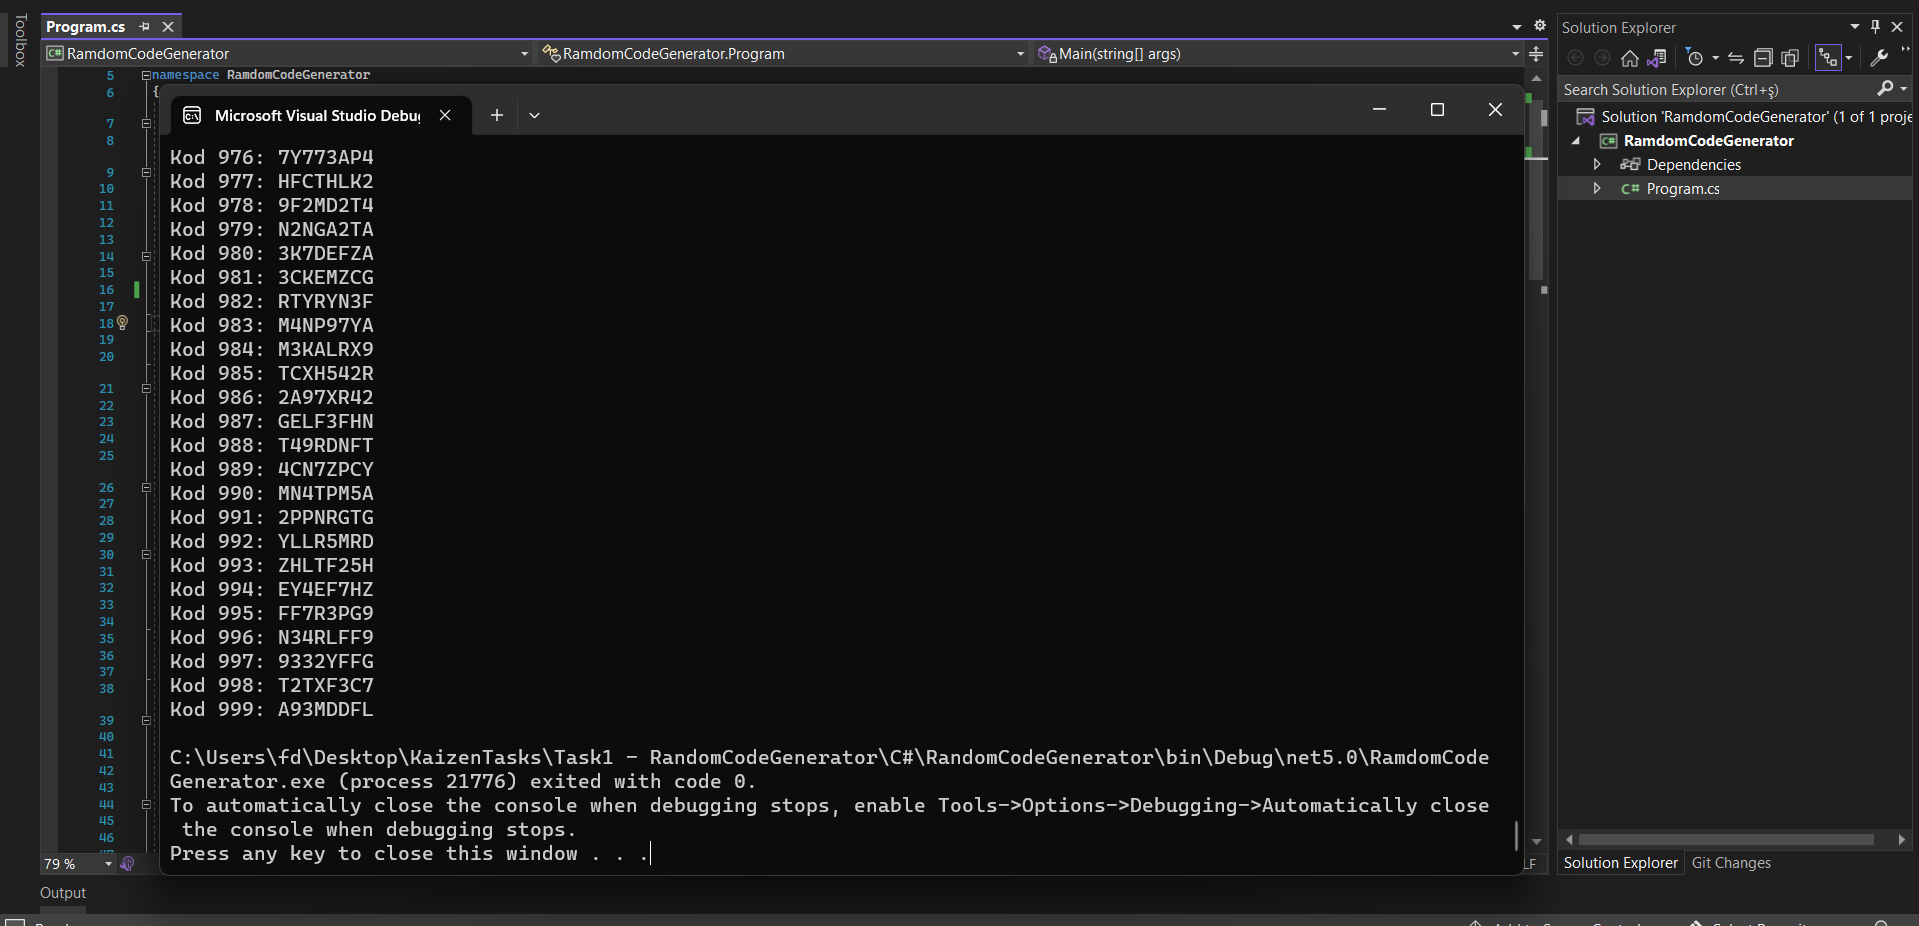 Toolbox
Program.cs
RamdomCodeGenerator
RamdomCodeGenerator.Program
Main(string[] args)
5 namespace RamdomCodeGenerator
6 {
7
8
9
10
11
12
13
14
15
16
17
18
19
20
21
22
23
24
25
26
27
28
29
30
31
32
33
34
35
36
37
38
39
40
41
42
43
44
45
46
Microsoft Visual Studio Debu
Kod 976: 7Y773AP4
Kod 977: HFCTHLK2
Kod 978: 9F2MD2T4
Kod 979: N2NGA2TA
Kod 980: 3K7DEFZA
Kod 981: 3CKEMZCG
Kod 982: RTYRYN3F
Kod 983: M4NP97YA
Kod 984: M3KALRX9
Kod 985: TCXH542R
Kod 986: 2A97XR42
Kod 987: GELF3FHN
Kod 988: T49RDNFT
Kod 989: 4CN7ZPCY
Kod 990: MN4TPM5A
Kod 991: 2PPNRGTG
Kod 992: YLLR5MRD
Kod 993: ZHLTF25H
Kod 994: EY4EF7HZ
Kod 995: FF7R3PG9
Kod 996: N34RLFF9
Kod 997: 9332YFFG
Kod 998: T2TXF3C7
Kod 999: A93MDDFL
C:\Users\fd\Desktop\KaizenTasks\Task1 - RandomCodeGenerator\C#\RandomCodeGenerator\bin\Debug\net5.0\RamdomCode
Generator.exe (process 21776) exited with code 0.
To automatically close the console when debugging stops, enable Tools->Options->Debugging->Automatically close
the console when debugging stops.
Press any key to close this window . . .
79 %
LF
Output
Solution Explorer
Search Solution Explorer (Ctrl+ş)
Solution 'RamdomCodeGenerator' (1 of 1 proje
C# RamdomCodeGenerator
Dependencies
C# Program.cs
Solution Explorer
Git Changes